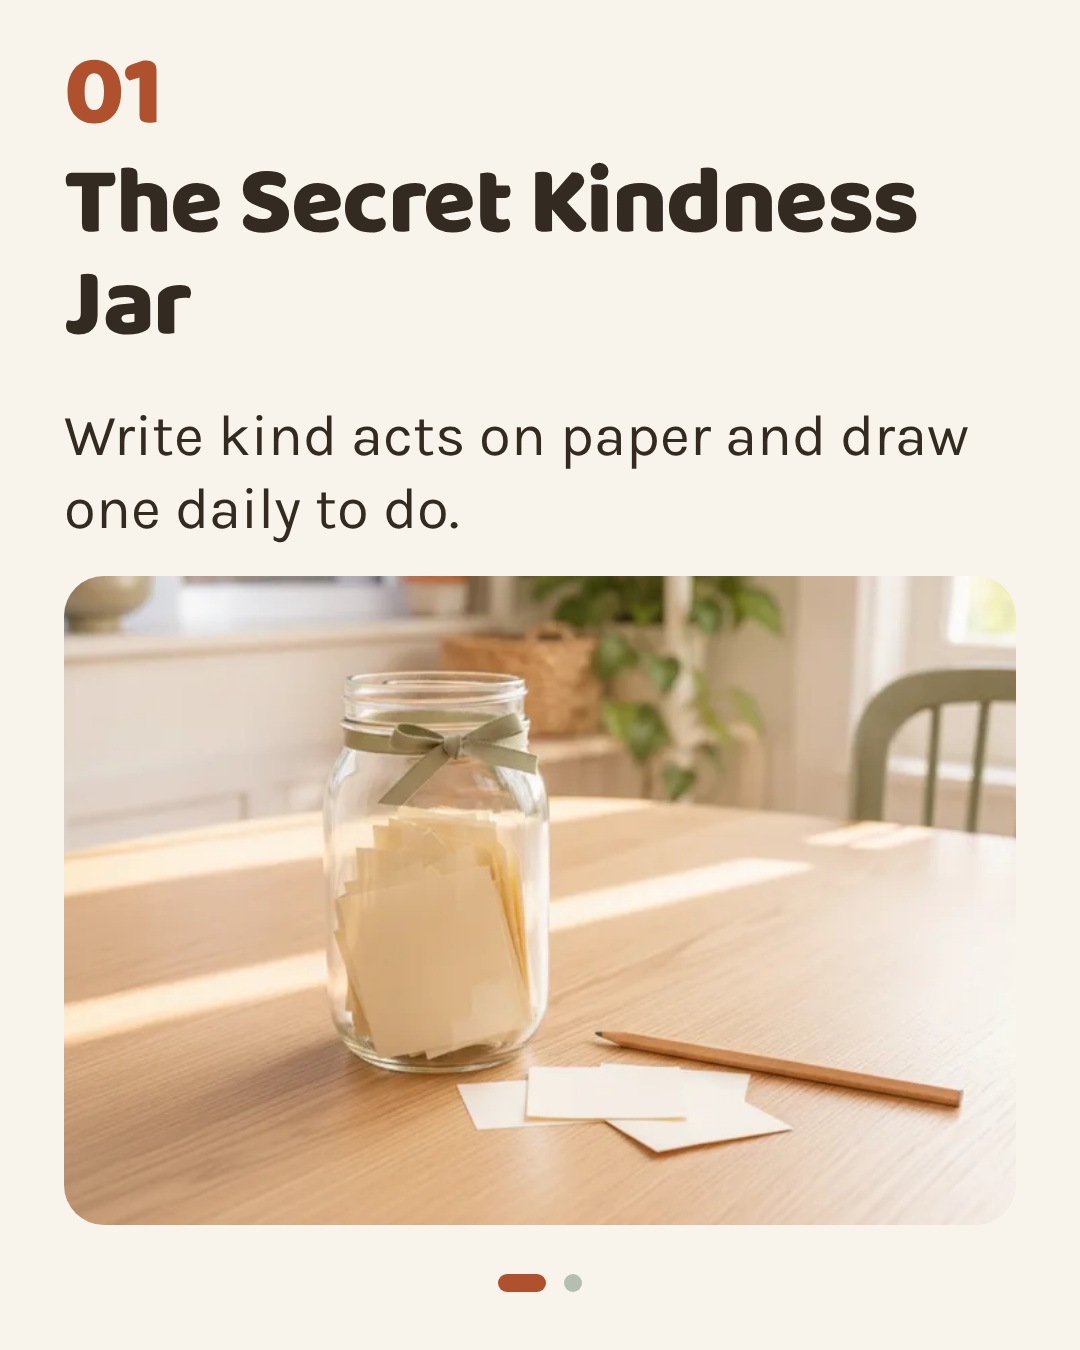 01
The Secret Kindness
Jar
Write kind acts on paper and draw
one daily to do.